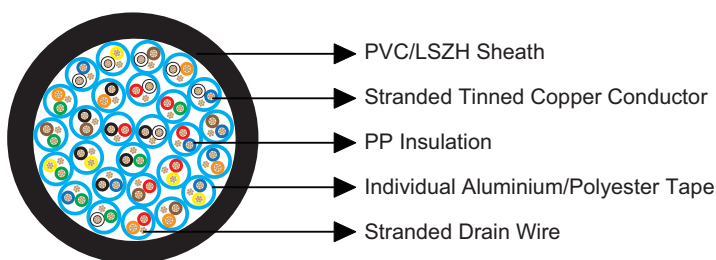 PVC/LSZH Sheath
Stranded Tinned Copper Conductor
PP Insulation
Individual Aluminium/Polyester Tape
Stranded Drain Wire